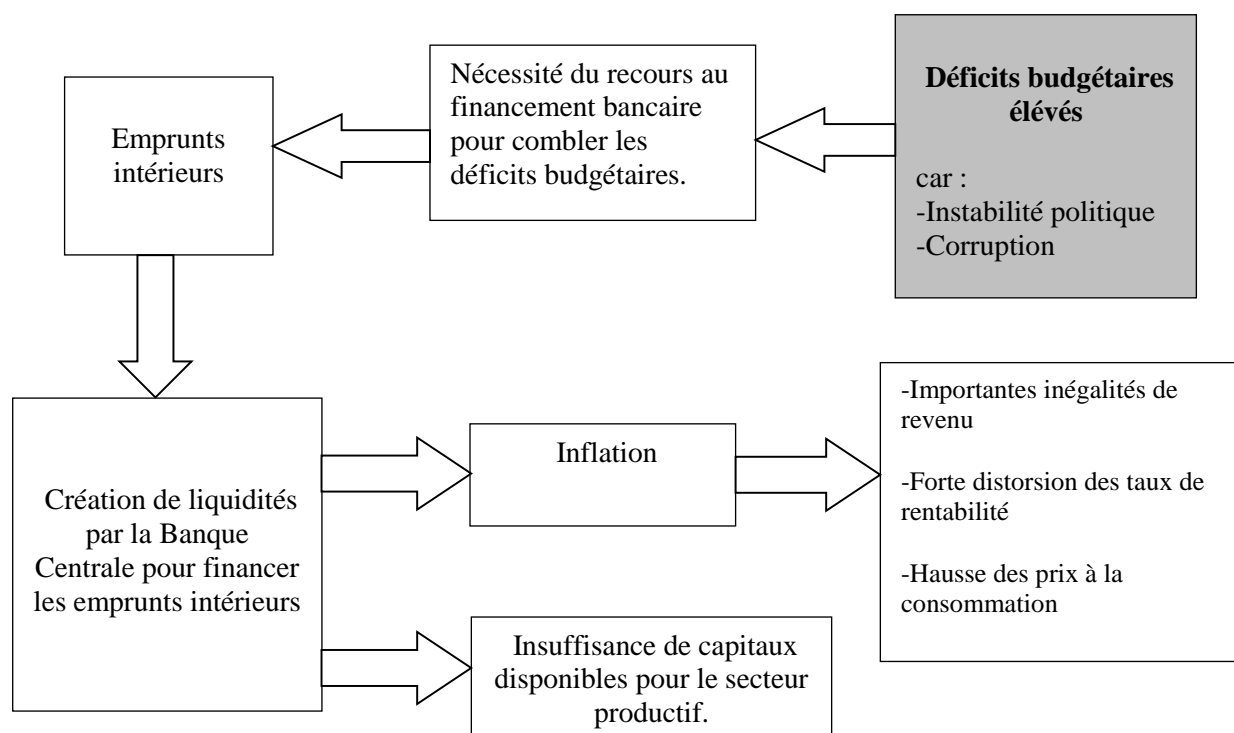 Déficits budgétaires
élévés
car :
-Instabilité politique
-Corruption
Nécessité du recours au
financement bancaire
pour combler les
déficits budgétaires.
Emprunts
intérieurs
Création de liquidités
par la Banque
Centrale pour financer
les emprunts intérieurs
Inflation
-Importantes inégalités de
revenu
-Forte distorsion des taux de
rentabilité
-Hausse des prix à la
consommation
Insuffisance de capitaux
disponibles pour le secteur
productif.